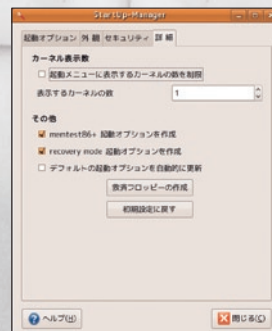 StartUp-Manager
起動オプション 外観 セキュリティ 詳細
カーネル表示数
起動メニューに表示するカーネルの数を制限
表示するカーネルの数 1
その他
memtest86+ 起動オプションを作成
recovery mode 起動オプションを作成
デフォルトの起動オプションを自動的に更新
救済フロッピーの作成
初期設定に戻す
ヘルプ(H) 閉じる(C)